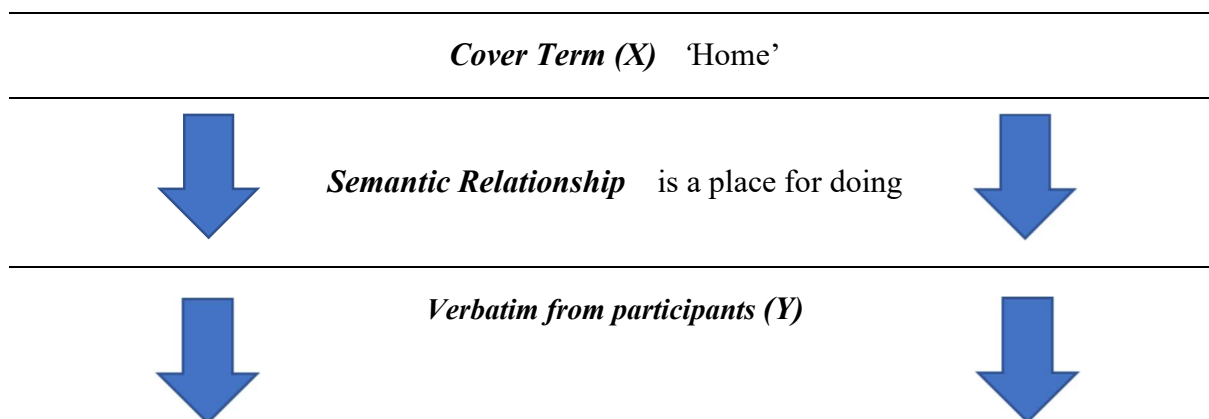 Cover Term (X) ‘Home’
Semantic Relationship is a place for doing
Verbatim from participants (Y)